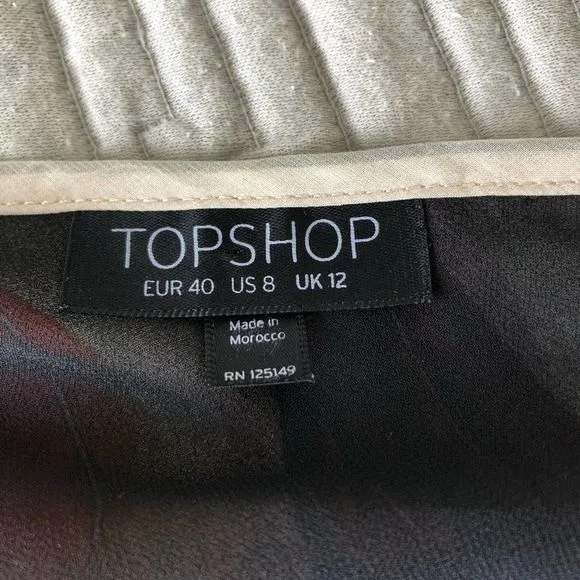 TOPSHOP
EUR 40 US 8 UK 12
Made in
Morocco
RN 125149